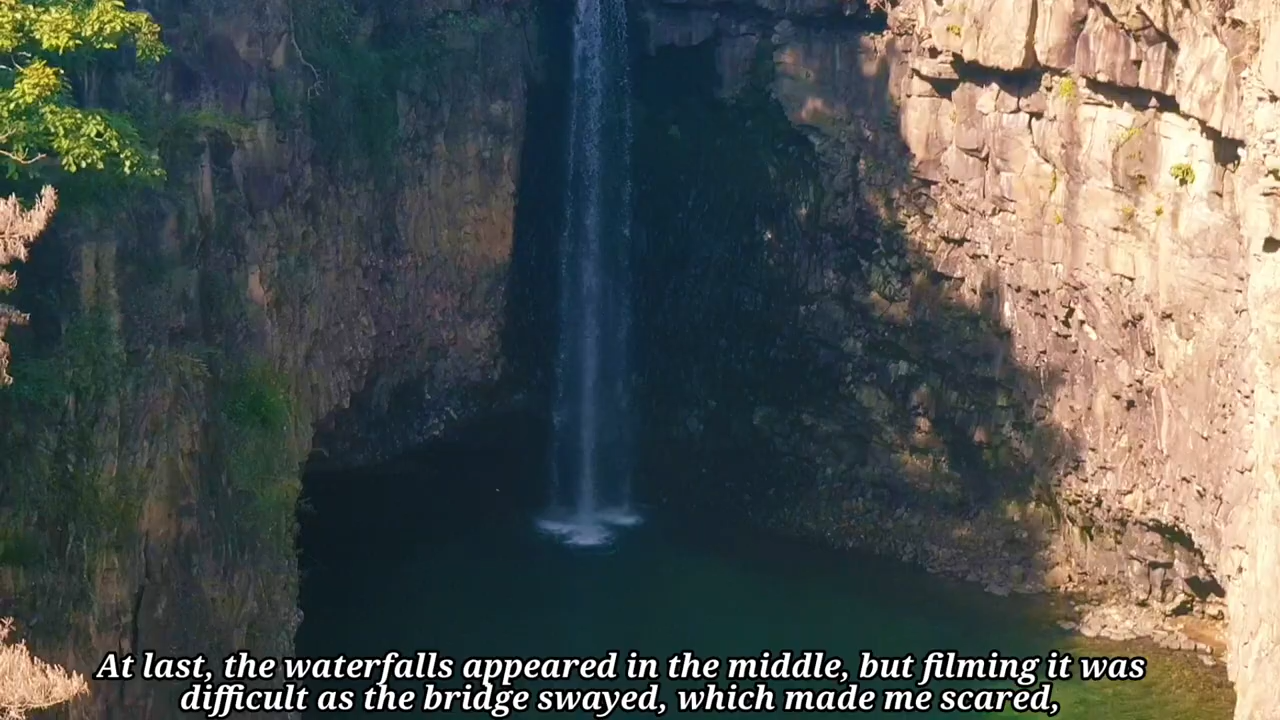 At last, the waterfalls appeared in the middle, but filming it was
difficult as the bridge swayed, which made me scared,